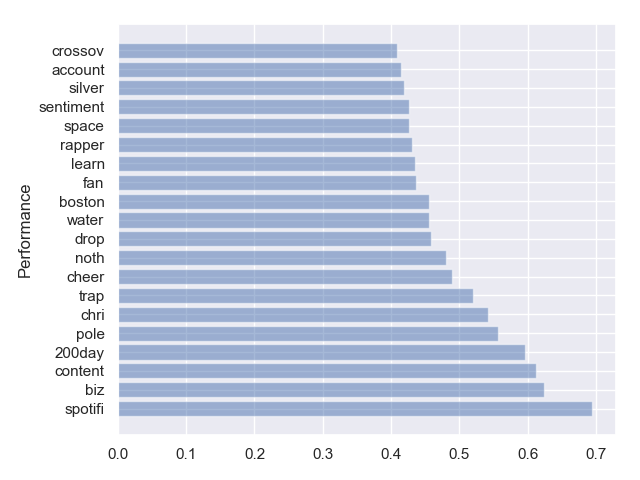 crossov
account
silver
sentiment
space
rapper
learn
fan
boston
water
drop
noth
cheer
trap
chri
pole
200day
content
biz
spotifi
Performance
0.0 0.1 0.2 0.3 0.4 0.5 0.6 0.7